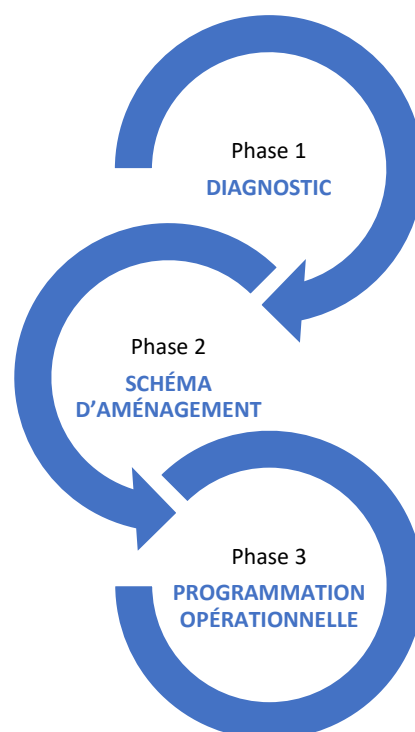 Phase 1
DIAGNOSTIC
Phase 2
SCHÉMA
D’AMÉNAGEMENT
Phase 3
PROGRAMMATION
OPÉRATIONNELLE